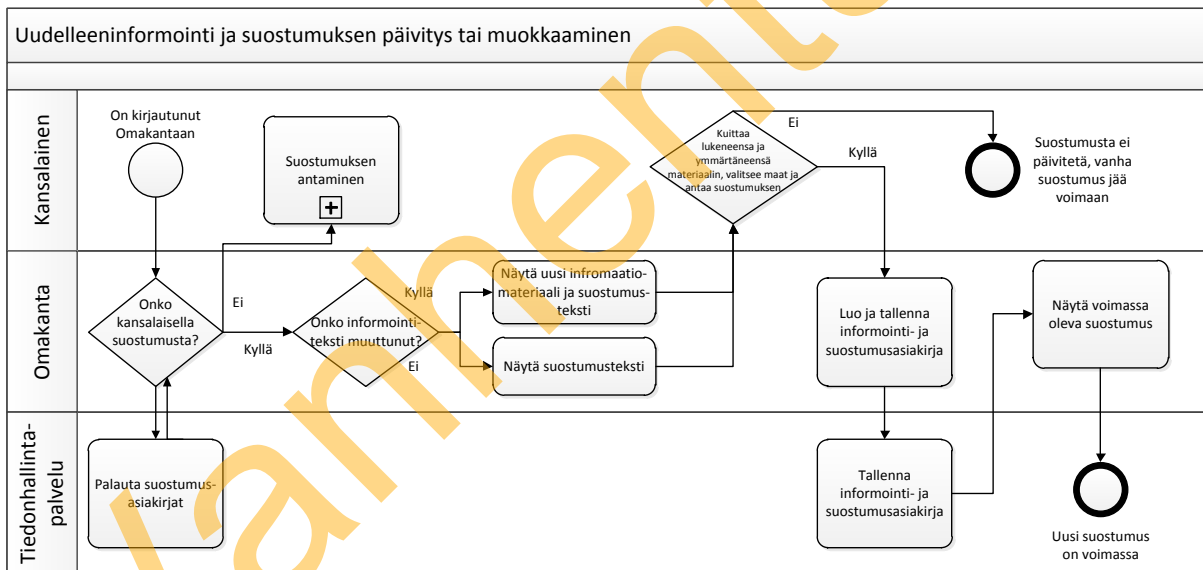 Uudelleeninformointi ja suostumuksen päivitys tai muokkaaminen
Kansalainen
On kirjautunut
Omakantaan
Suostumuksen
antaminen
Kuittaa
lukeneensa ja
ymmärtäneensä
materiaalin, valitsee maat ja
antaa suostumuksen
Ei
Kyllä
Suostumusta ei
päivitetä, vanha
suostumus jää
voimaan
Omakanta
Onko
kansalaisella
suostumusta?
Ei
Kyllä
Onko informointi-
teksti muuttunut?
Kyllä
Ei
Näytä uusi infromaatio-
materiaali ja suostumus-
teksti
Näytä suostumusteksti
Luo ja tallenna
informointi- ja
suostumusasiakirja
Näytä voimassa
oleva suostumus
Tiedonhallinta-
palvelu
Palauta suostumus-
asiakirjat
Tallenna
informointi- ja
suostumusasiakirja
Uusi suostumus
on voimassa
Vanhent